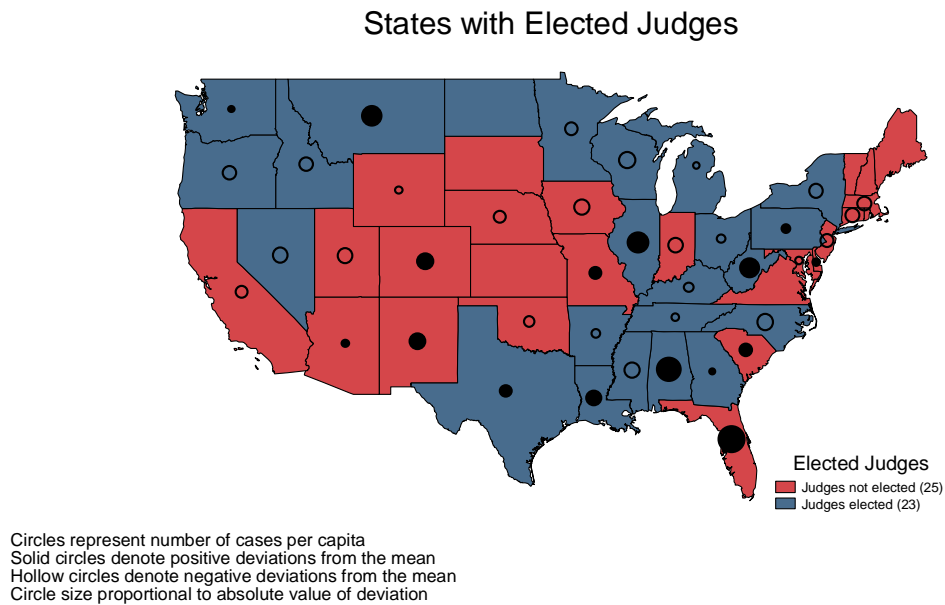 States with Elected Judges
Elected Judges
Judges not elected (25)
Judges elected (23)
Circles represent number of cases per capita
Solid circles denote positive deviations from the mean
Hollow circles denote negative deviations from the mean
Circle size proportional to absolute value of deviation